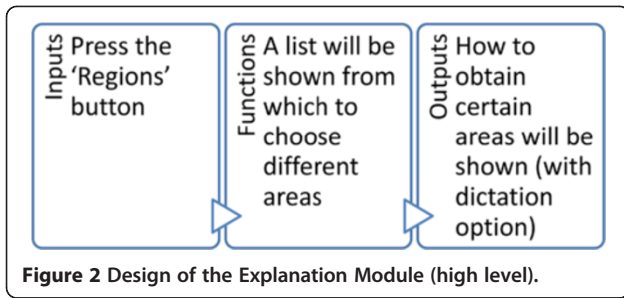 Inputs
Press the
‘Regions’
button
Functions
A list will be
shown from
which to
choose
different
areas
Outputs
How to
obtain
certain
areas will be
shown (with
dictation
option)
Figure 2 Design of the Explanation Module (high level).